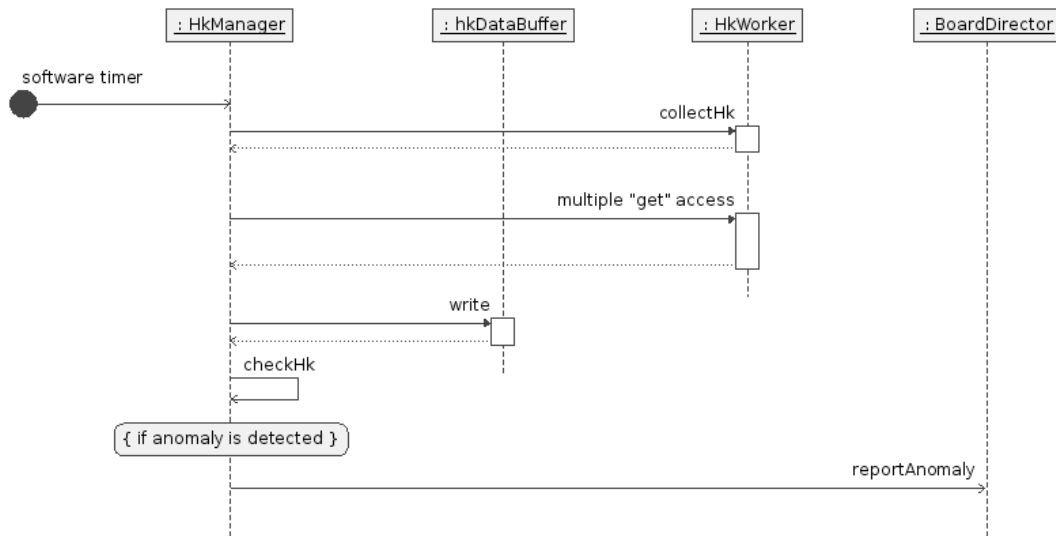 : HkManager
: hkDataBuffer
: HkWorker
: BoardDirector
software timer
collectHk
multiple "get" access
write
checkHk
{ if anomaly is detected }
reportAnomaly